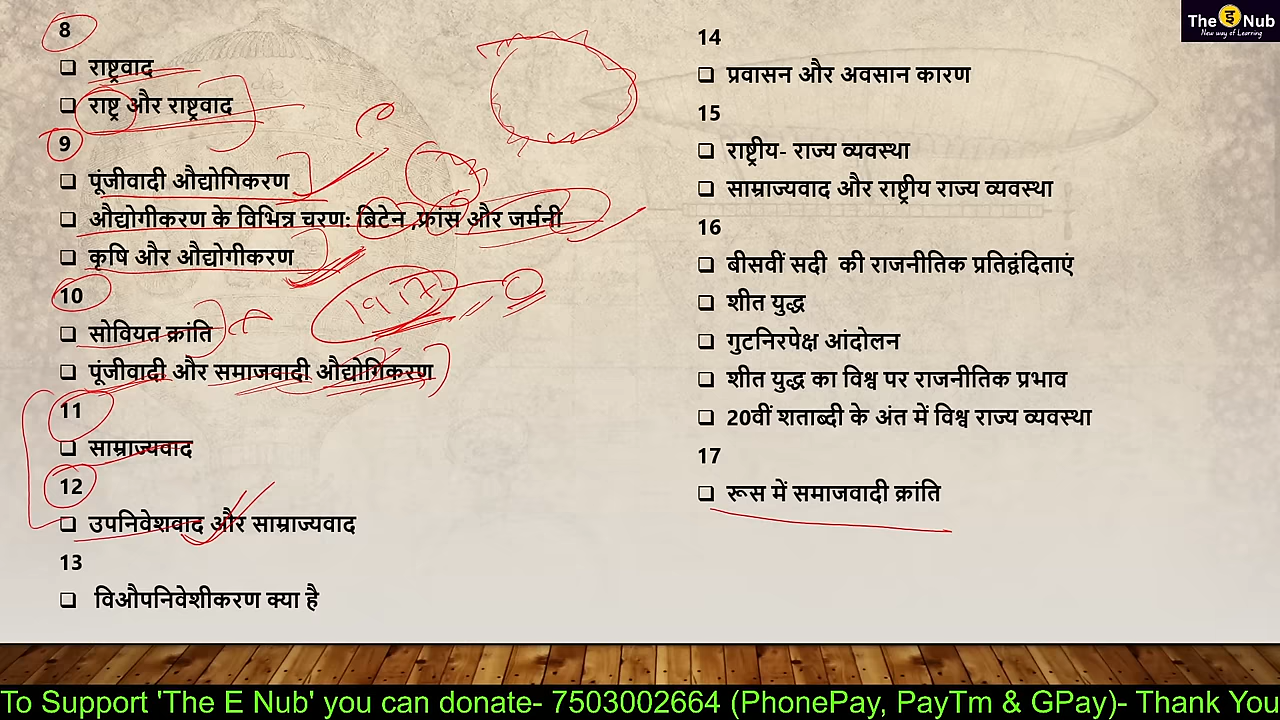 8
❑ राष्ट्रवाद
❑ राष्ट्र और राष्ट्रवाद
9
❑ पूंजीवादी औद्योगिकरण
❑ औद्योगीकरण के विभिन्न चरण: ब्रिटेन ,फ्रांस और जर्मनी
❑ कृषि और औद्योगीकरण
10
❑ सोवियत क्रांति
❑ पूंजीवादी और समाजवादी औद्योगिकरण
1917
11
❑ साम्राज्यवाद
12
❑ उपनिवेशवाद और साम्राज्यवाद
13
❑ विऔपनिवेशीकरण क्या है
14
❑ प्रवासन और अवसान कारण
15
❑ राष्ट्रीय- राज्य व्यवस्था
❑ साम्राज्यवाद और राष्ट्रीय राज्य व्यवस्था
16
❑ बीसवीं सदी की राजनीतिक प्रतिद्वंदिताएं
❑ शीत युद्ध
❑ गुटनिरपेक्ष आंदोलन
❑ शीत युद्ध का विश्व पर राजनीतिक प्रभाव
❑ 20वीं शताब्दी के अंत में विश्व राज्य व्यवस्था
17
❑ रूस में समाजवादी क्रांति
The इ Nub
New way of Learning
To Support 'The E Nub' you can donate- 7503002664 (PhonePay, PayTm & GPay)- Thank You